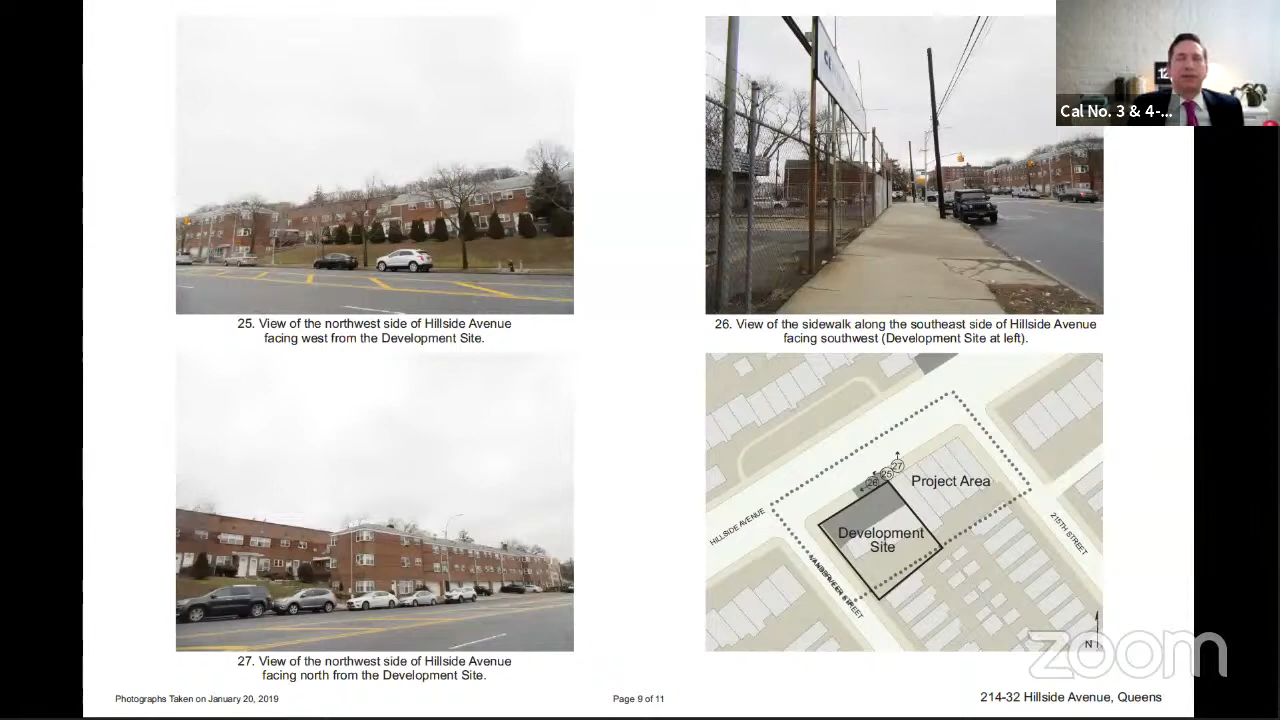 Cal No. 3 & 4-...
25. View of the northwest side of Hillside Avenue
facing west from the Development Site.
26. View of the sidewalk along the southeast side of Hillside Avenue
facing southwest (Development Site at left).
27. View of the northwest side of Hillside Avenue
facing north from the Development Site.
27
25
26
Project Area
HILLSIDE AVENUE
Development
Site
215TH STREET
N
zoom
Photographs Taken on January 20, 2019
Page 9 of 11
214-32 Hillside Avenue, Queens